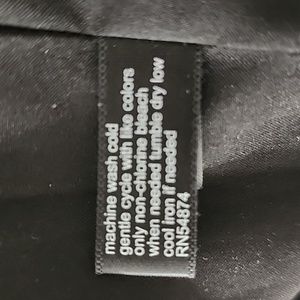 machine wash cold
gentle cycle with like colors
only non-chlorine bleach
when needed tumble dry low
cool iron if needed
RN54874